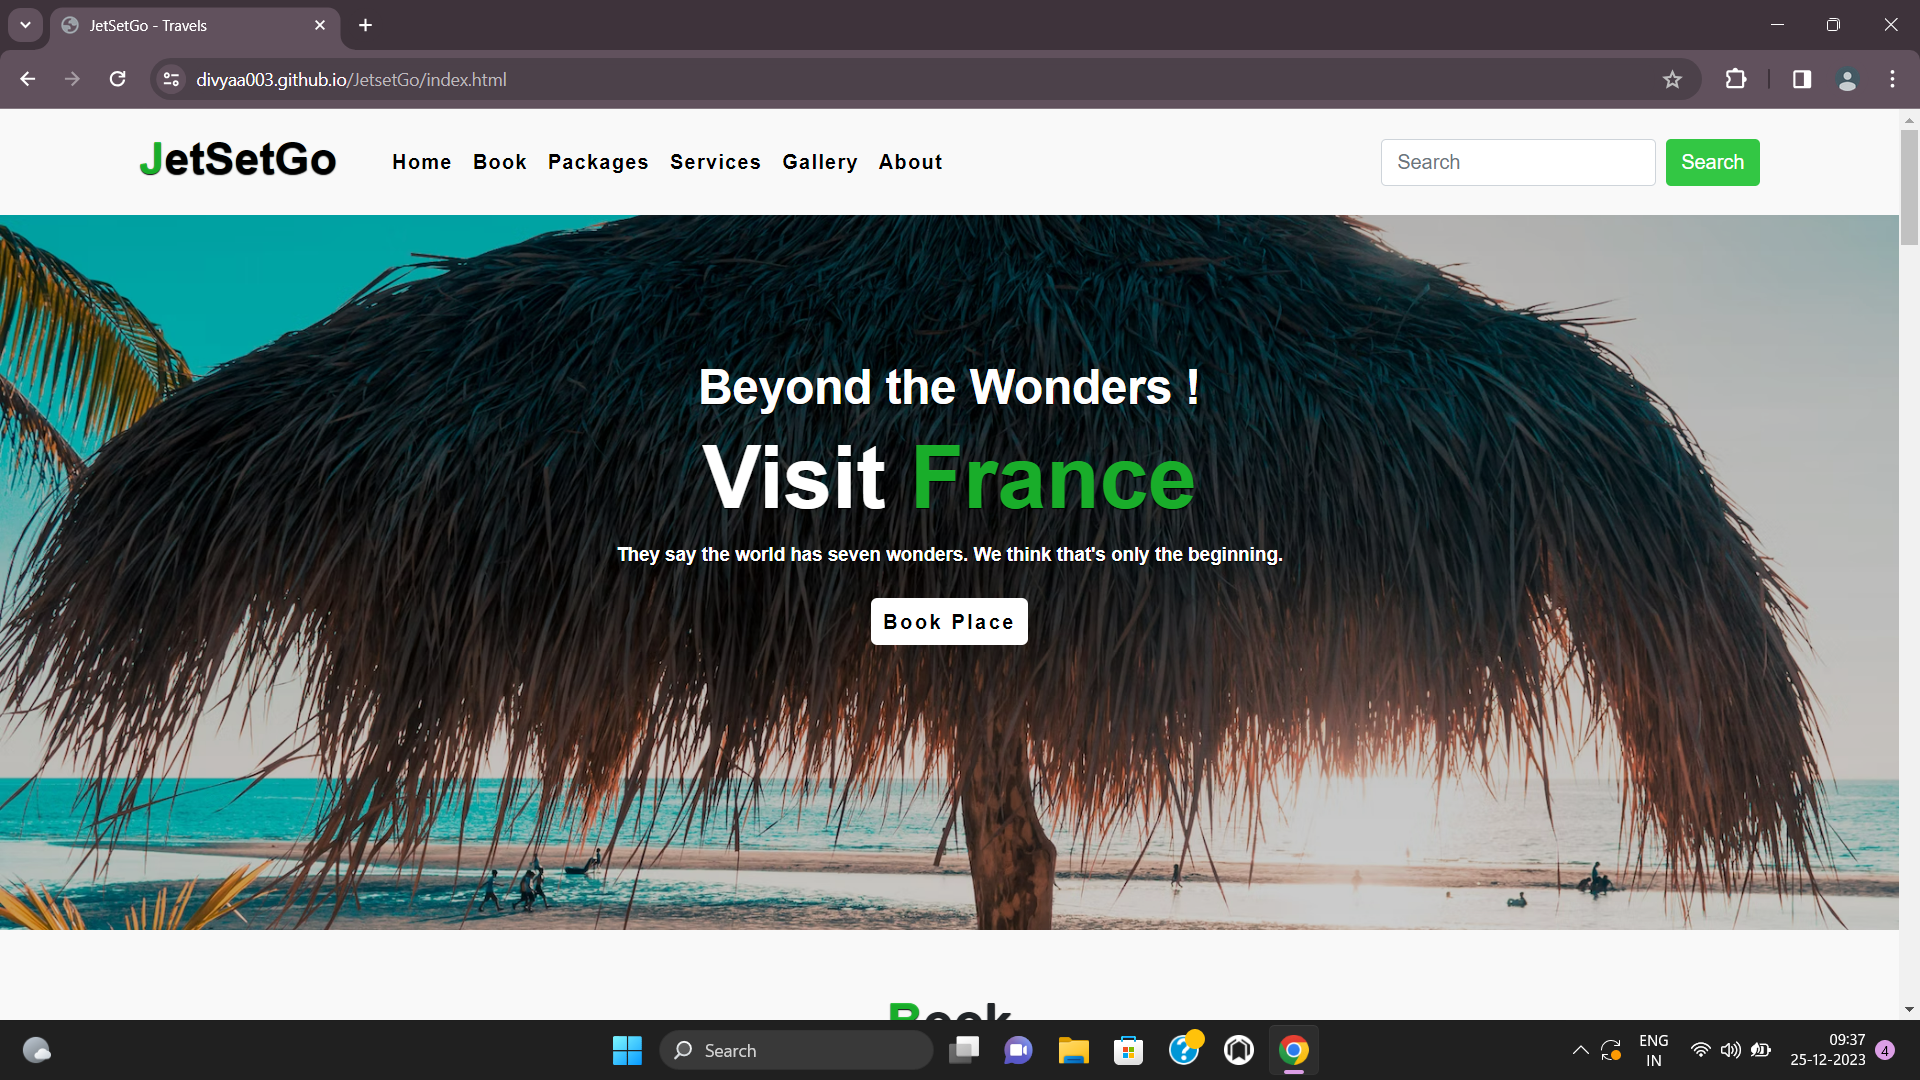 JetSetGo - Travels
divyaa003.github.io/JetsetGo/index.html
JetSetGo
Home Book Packages Services Gallery About
Search
Search
Beyond the Wonders !
Visit France
They say the world has seven wonders. We think that's only the beginning.
Book Place
Book
Search
ENG
IN
09:37
25-12-2023
4